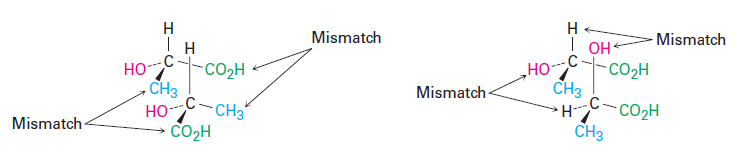 H
H
Mismatch
HO C CO₂H
CH₃
HO C CH₃
Mismatch
CO₂H
H
OH
Mismatch
HO C CO₂H
Mismatch
CH₃
H C CO₂H
CH₃